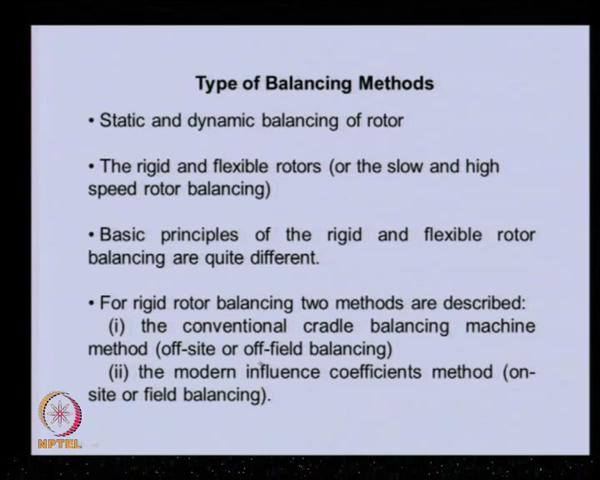 Type of Balancing Methods
• Static and dynamic balancing of rotor
• The rigid and flexible rotors (or the slow and high
speed rotor balancing)
• Basic principles of the rigid and flexible rotor
balancing are quite different.
• For rigid rotor balancing two methods are described:
(i) the conventional cradle balancing machine
method (off-site or off-field balancing)
(ii) the modern influence coefficients method (on-
site or field balancing).
NPTEL